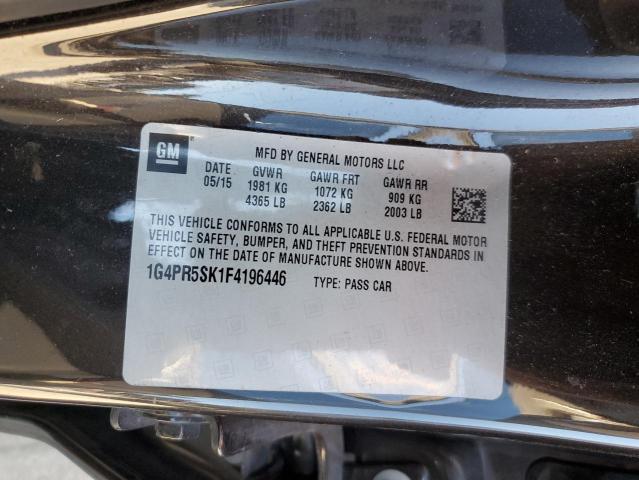 GM
MFD BY GENERAL MOTORS LLC
DATE GVWR GAWR FRT GAWR RR
05/15 1981 KG 1072 KG 909 KG
4365 LB 2362 LB 2003 LB
THIS VEHICLE CONFORMS TO ALL APPLICABLE U.S. FEDERAL MOTOR
VEHICLE SAFETY, BUMPER, AND THEFT PREVENTION STANDARDS IN
EFFECT ON THE DATE OF MANUFACTURE SHOWN ABOVE.
1G4PR5SK1F4196446 TYPE: PASS CAR